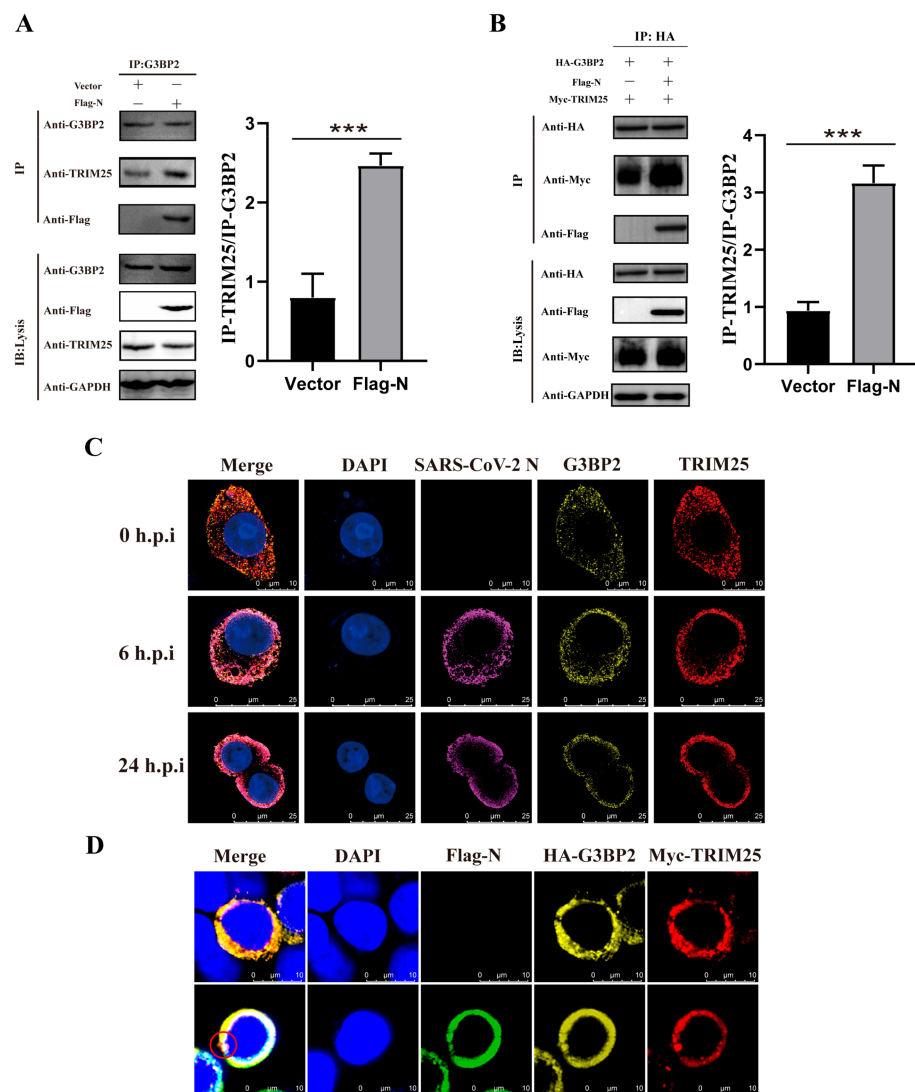 A
IP:G3BP2
Vector + −
Flag-N − +
IP
Anti-G3BP2
Anti-TRIM25
Anti-Flag
IB:Lysis
Anti-G3BP2
Anti-Flag
Anti-TRIM25
Anti-GAPDH
IP-TRIM25/IP-G3BP2
3
2
1
0
***
Vector Flag-N
B
IP: HA
HA-G3BP2 + +
Flag-N − +
Myc-TRIM25 + +
IP
Anti-HA
Anti-Myc
Anti-Flag
IB:Lysis
Anti-HA
Anti-Flag
Anti-Myc
Anti-GAPDH
IP-TRIM25/IP-G3BP2
4
3
2
1
0
***
Vector Flag-N
C
Merge DAPI SARS-CoV-2 N G3BP2 TRIM25
0 h.p.i
0 µm 10 0 µm 10 0 µm 10 0 µm 10 0 µm 10
6 h.p.i
µm µm µm µm µm
0 25 0 25 0 25 0 25 0 25
24 h.p.i
µm µm µm µm µm
0 25 0 25 0 25 0 25 0 25
D
Merge DAPI Flag-N HA-G3BP2 Myc-TRIM25
0 µm 10 0 µm 10 0 µm 10 0 µm 10 0 µm 10
0 µm 10 0 µm 10 0 µm 10 0 µm 10 0 µm 10